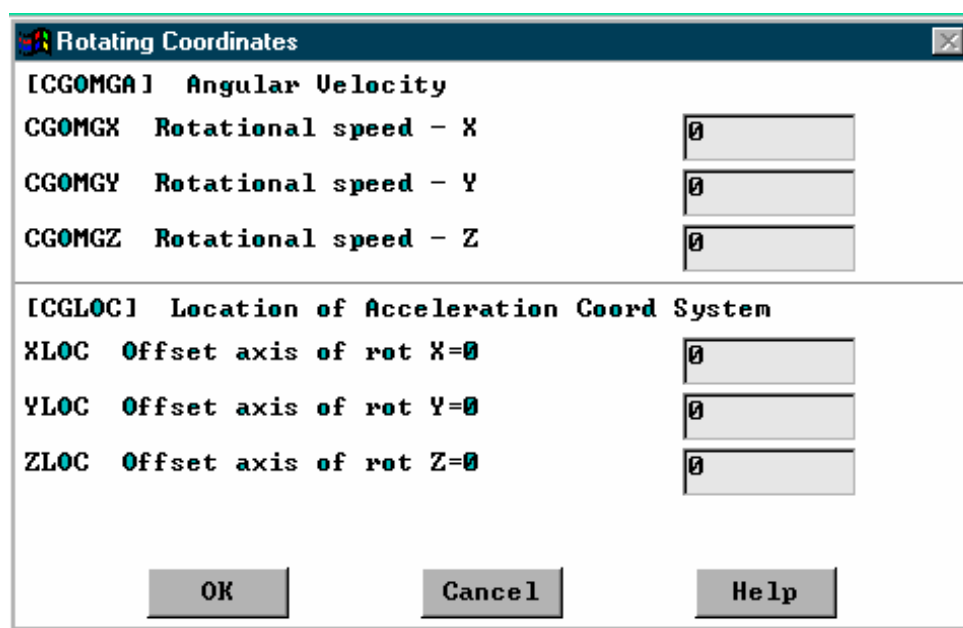 Rotating Coordinates
[CGOMGA] Angular Velocity
CGOMGX Rotational speed - X 0
CGOMGY Rotational speed - Y 0
CGOMGZ Rotational speed - Z 0
[CGLOC] Location of Acceleration Coord System
XLOC Offset axis of rot X=0 0
YLOC Offset axis of rot Y=0 0
ZLOC Offset axis of rot Z=0 0
OK Cancel Help